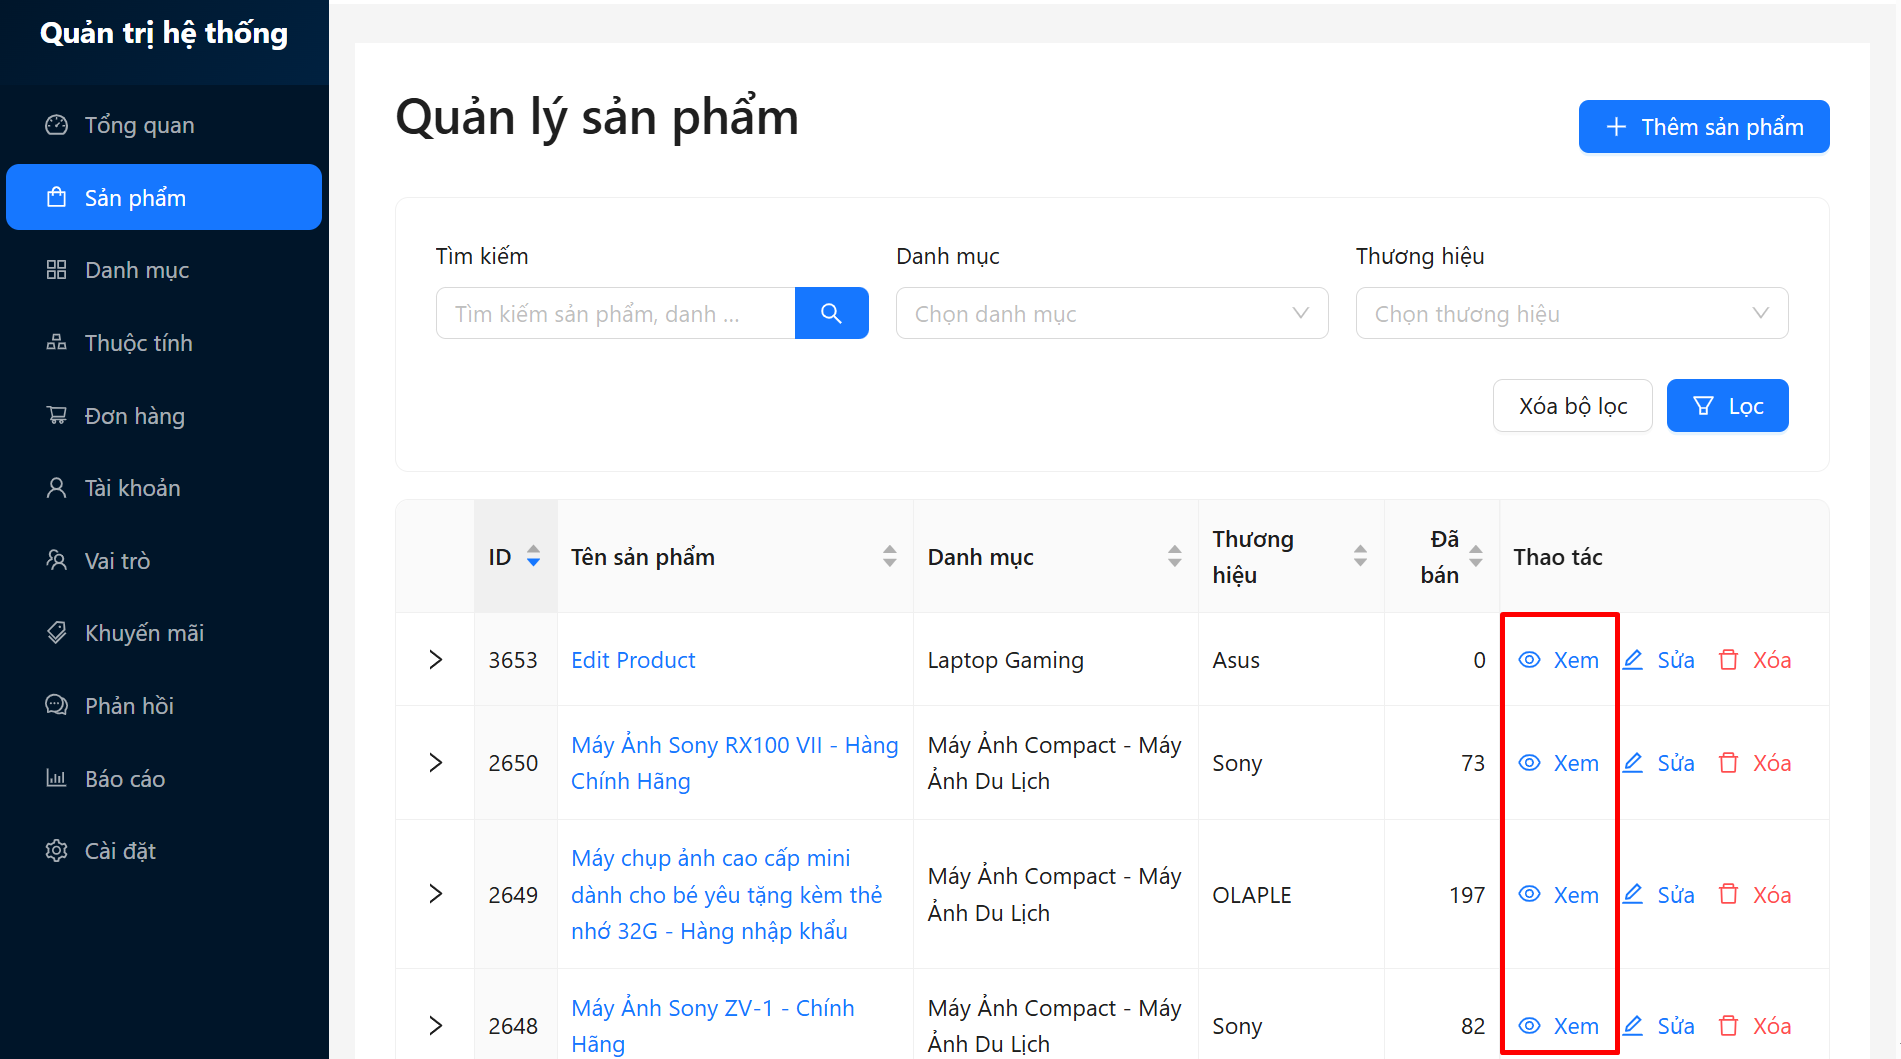 Quản trị hệ thống
Tổng quan
Sản phẩm
Danh mục
Thuộc tính
Đơn hàng
Tài khoản
Vai trò
Khuyến mãi
Phản hồi
Báo cáo
Cài đặt
Quản lý sản phẩm
Thêm sản phẩm
Tìm kiếm
Danh mục
Thương hiệu
Tìm kiếm sản phẩm, danh ...
Chọn danh mục
Chọn thương hiệu
Xóa bộ lọc
Lọc
ID
Tên sản phẩm
Danh mục
Thương
hiệu
Đã
bán
Thao tác
3653
Edit Product
Laptop Gaming
Asus
0
Xem
Sửa
Xóa
2650
Máy Ảnh Sony RX100 VII - Hàng
Chính Hãng
Máy Ảnh Compact - Máy
Ảnh Du Lịch
Sony
73
Xem
Sửa
Xóa
2649
Máy chụp ảnh cao cấp mini
dành cho bé yêu tặng kèm thẻ
nhớ 32G - Hàng nhập khẩu
Máy Ảnh Compact - Máy
Ảnh Du Lịch
OLAPLE
197
Xem
Sửa
Xóa
2648
Máy Ảnh Sony ZV-1 - Chính
Hãng
Máy Ảnh Compact - Máy
Ảnh Du Lịch
Sony
82
Xem
Sửa
Xóa